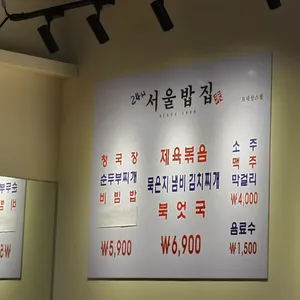 24시 서울밥집
SINCE 1998
청국장
순두부찌개
비빔밥
₩5,900
제육볶음
묵은지 냄비 김치찌개
북엇국
₩6,900
소주
맥주
막걸리
₩4,000
음료수
₩1,500